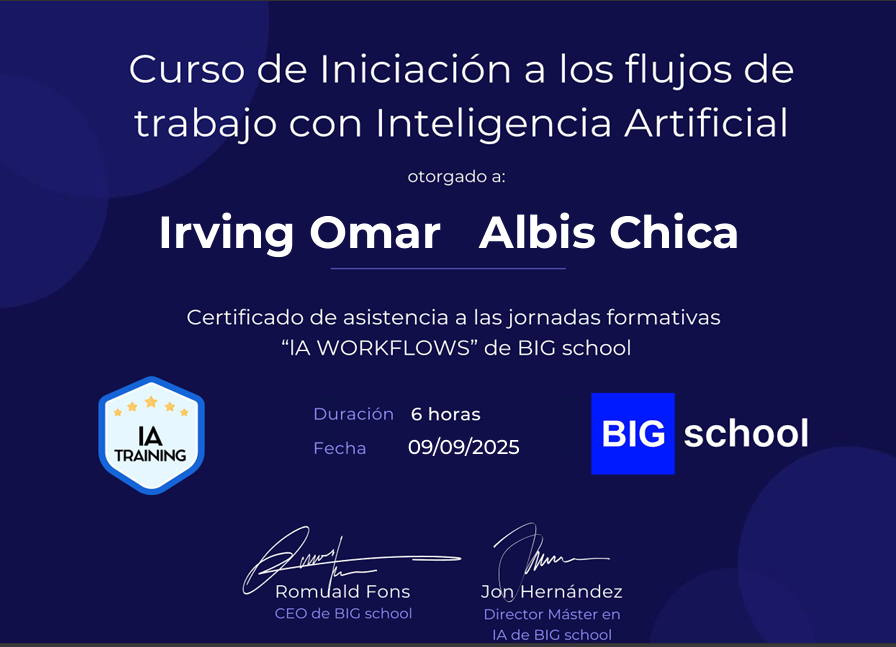 Curso de Iniciación a los flujos de
trabajo con Inteligencia Artificial
otorgado a:
Irving Omar Albis Chica
Certificado de asistencia a las jornadas formativas
“IA WORKFLOWS” de BIG school
IA
TRAINING
Duración 6 horas
Fecha 09/09/2025
BIG school
Romuald Fons
CEO de BIG school
Jon Hernández
Director Máster en
IA de BIG school